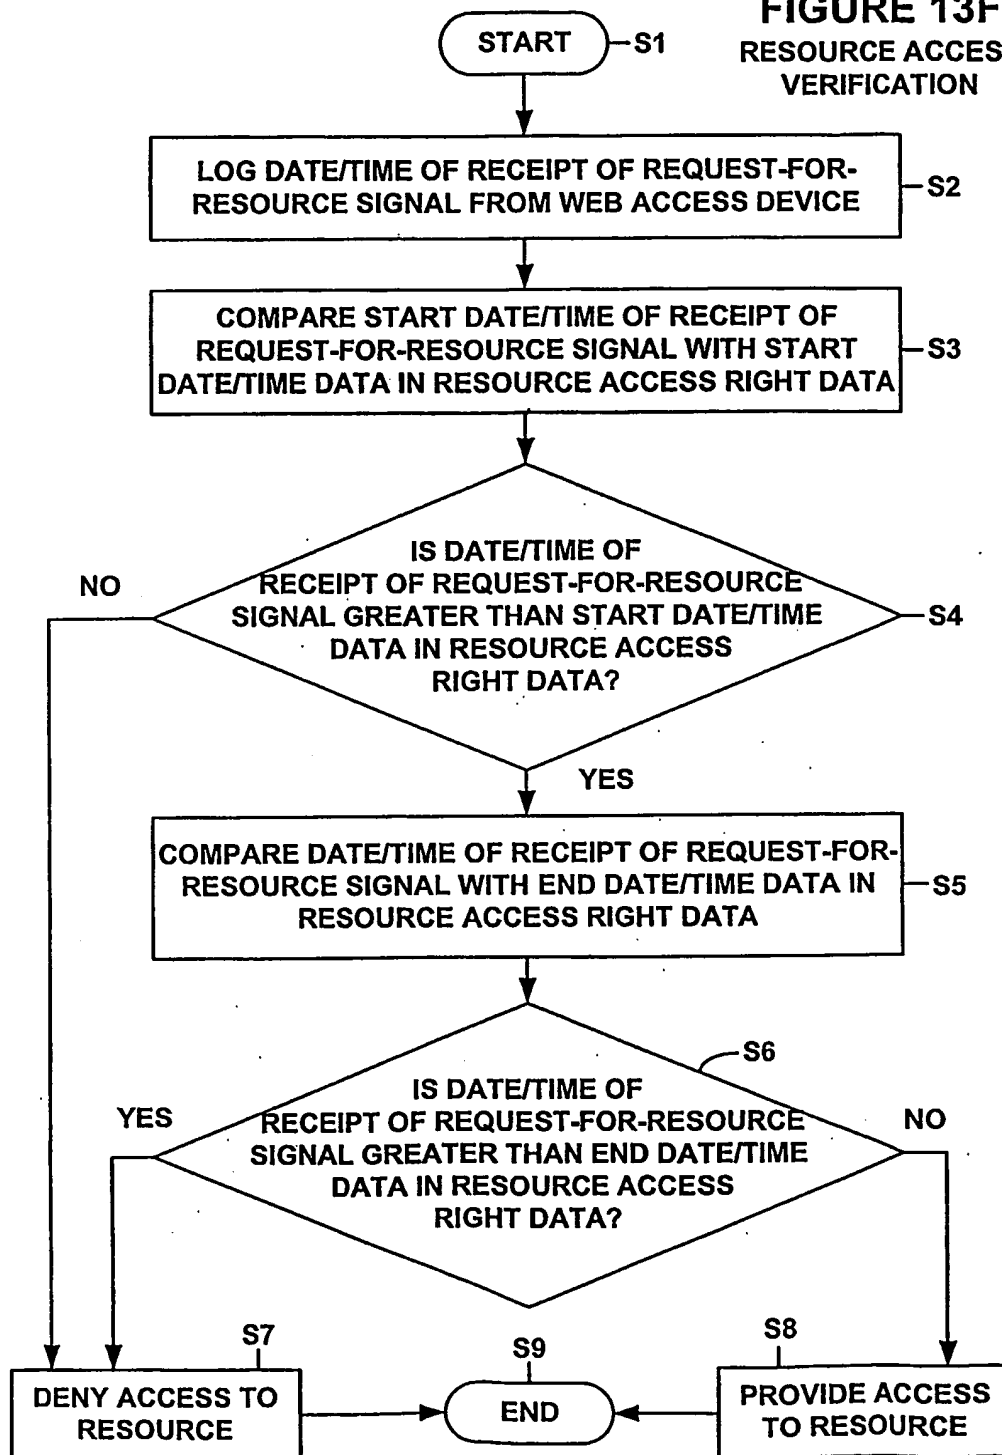 FIGURE 13F
RESOURCE ACCES
VERIFICATION
START
S1
LOG DATE/TIME OF RECEIPT OF REQUEST-FOR-
RESOURCE SIGNAL FROM WEB ACCESS DEVICE
S2
COMPARE START DATE/TIME OF RECEIPT OF
REQUEST-FOR-RESOURCE SIGNAL WITH START
DATE/TIME DATA IN RESOURCE ACCESS RIGHT DATA
S3
IS DATE/TIME OF
RECEIPT OF REQUEST-FOR-RESOURCE
SIGNAL GREATER THAN START DATE/TIME
DATA IN RESOURCE ACCESS
RIGHT DATA?
NO
S4
YES
COMPARE DATE/TIME OF RECEIPT OF REQUEST-FOR-
RESOURCE SIGNAL WITH END DATE/TIME DATA IN
RESOURCE ACCESS RIGHT DATA
S5
S6
IS DATE/TIME OF
RECEIPT OF REQUEST-FOR-RESOURCE
SIGNAL GREATER THAN END DATE/TIME
DATA IN RESOURCE ACCESS
RIGHT DATA?
YES
NO
S7
DENY ACCESS TO
RESOURCE
S9
END
S8
PROVIDE ACCESS
TO RESOURCE